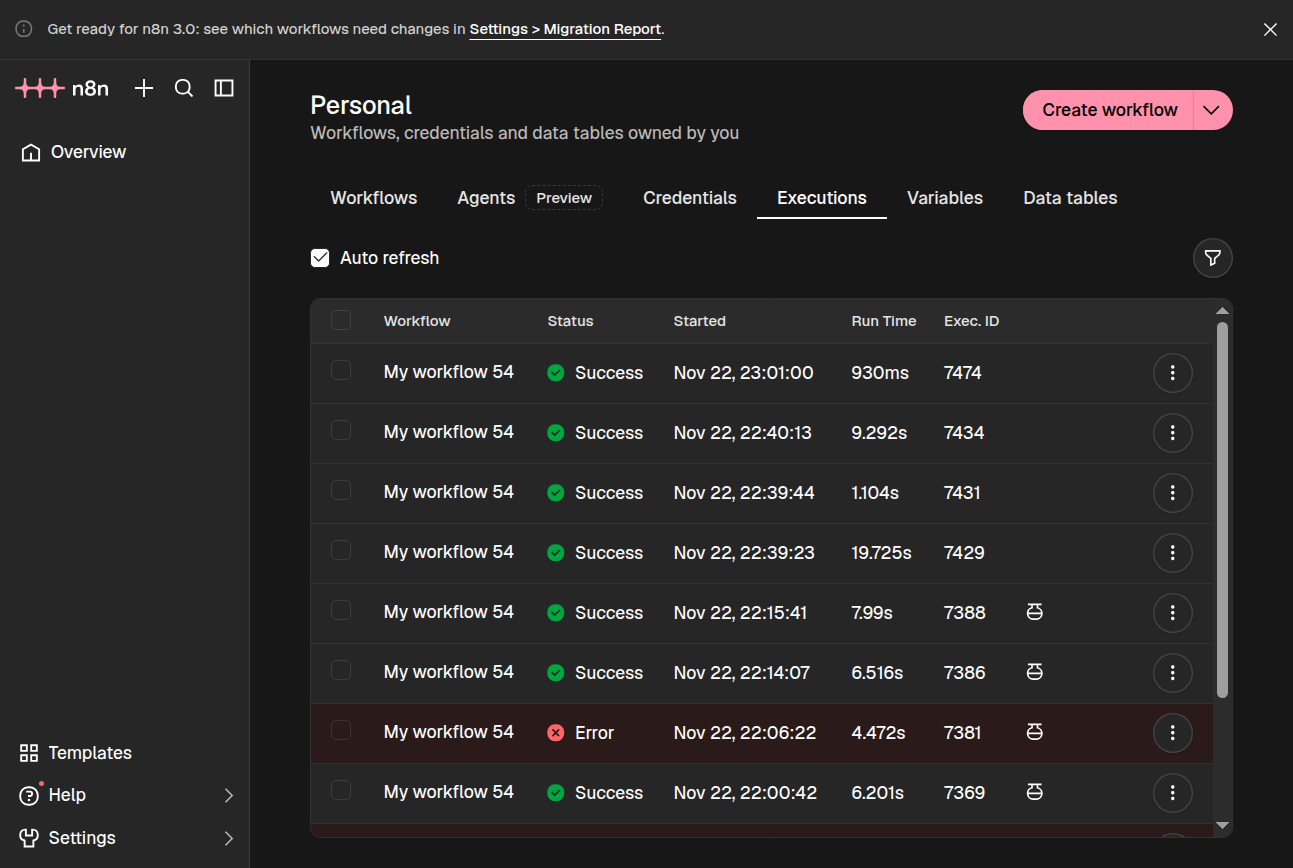 Get ready for n8n 3.0: see which workflows need changes in Settings > Migration Report.
n8n
Overview
Templates
Help
Settings
Personal
Workflows, credentials and data tables owned by you
Create workflow
Workflows Agents Preview Credentials Executions Variables Data tables
Auto refresh
Workflow Status Started Run Time Exec. ID
My workflow 54 Success Nov 22, 23:01:00 930ms 7474
My workflow 54 Success Nov 22, 22:40:13 9.292s 7434
My workflow 54 Success Nov 22, 22:39:44 1.104s 7431
My workflow 54 Success Nov 22, 22:39:23 19.725s 7429
My workflow 54 Success Nov 22, 22:15:41 7.99s 7388
My workflow 54 Success Nov 22, 22:14:07 6.516s 7386
My workflow 54 Error Nov 22, 22:06:22 4.472s 7381
My workflow 54 Success Nov 22, 22:00:42 6.201s 7369